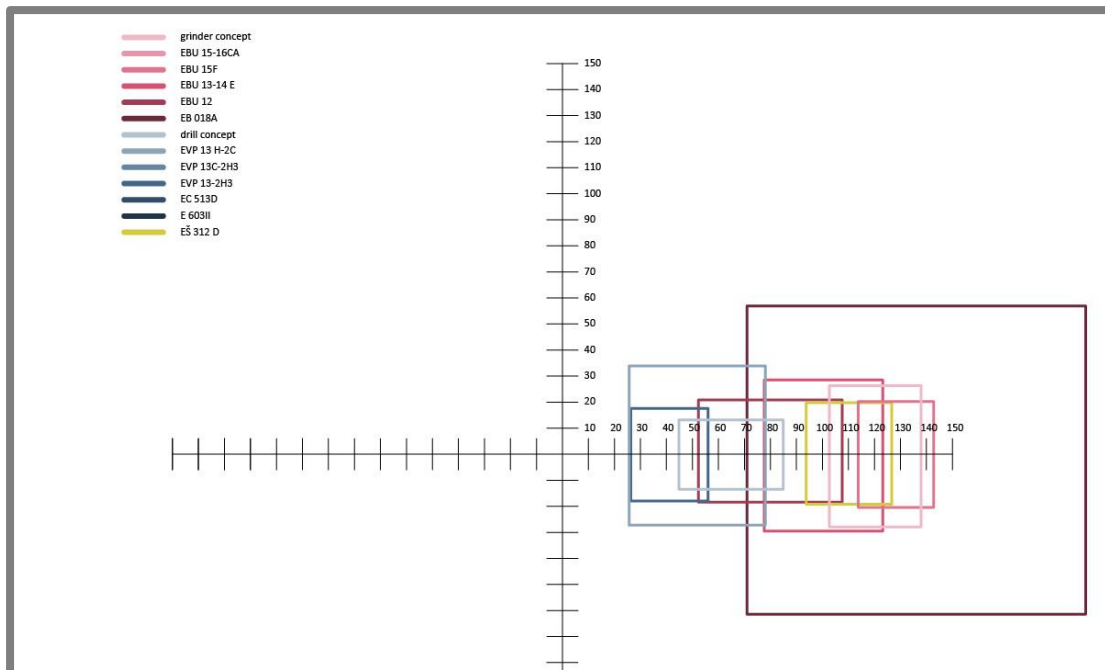 grinder concept
EBU 15-16CA
EBU 15F
EBU 13-14 E
EBU 12
EB 018A
drill concept
EVP 13 H-2C
EVP 13C-2H3
EVP 13-2H3
EC 513D
E 603II
EŠ 312 D
150
140
130
120
110
100
90
80
70
60
50
40
30
20
10
10 20 30 40 50 60 70 80 90 100 110 120 130 140 150